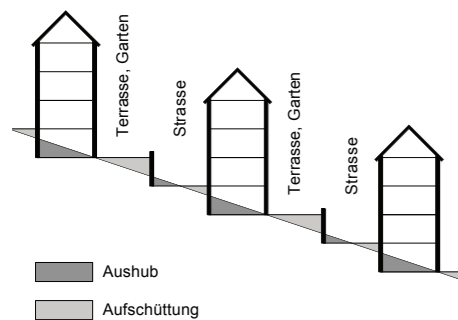 Terrasse, Garten
Strasse
Terrasse, Garten
Strasse
Aushub
Aufschüttung